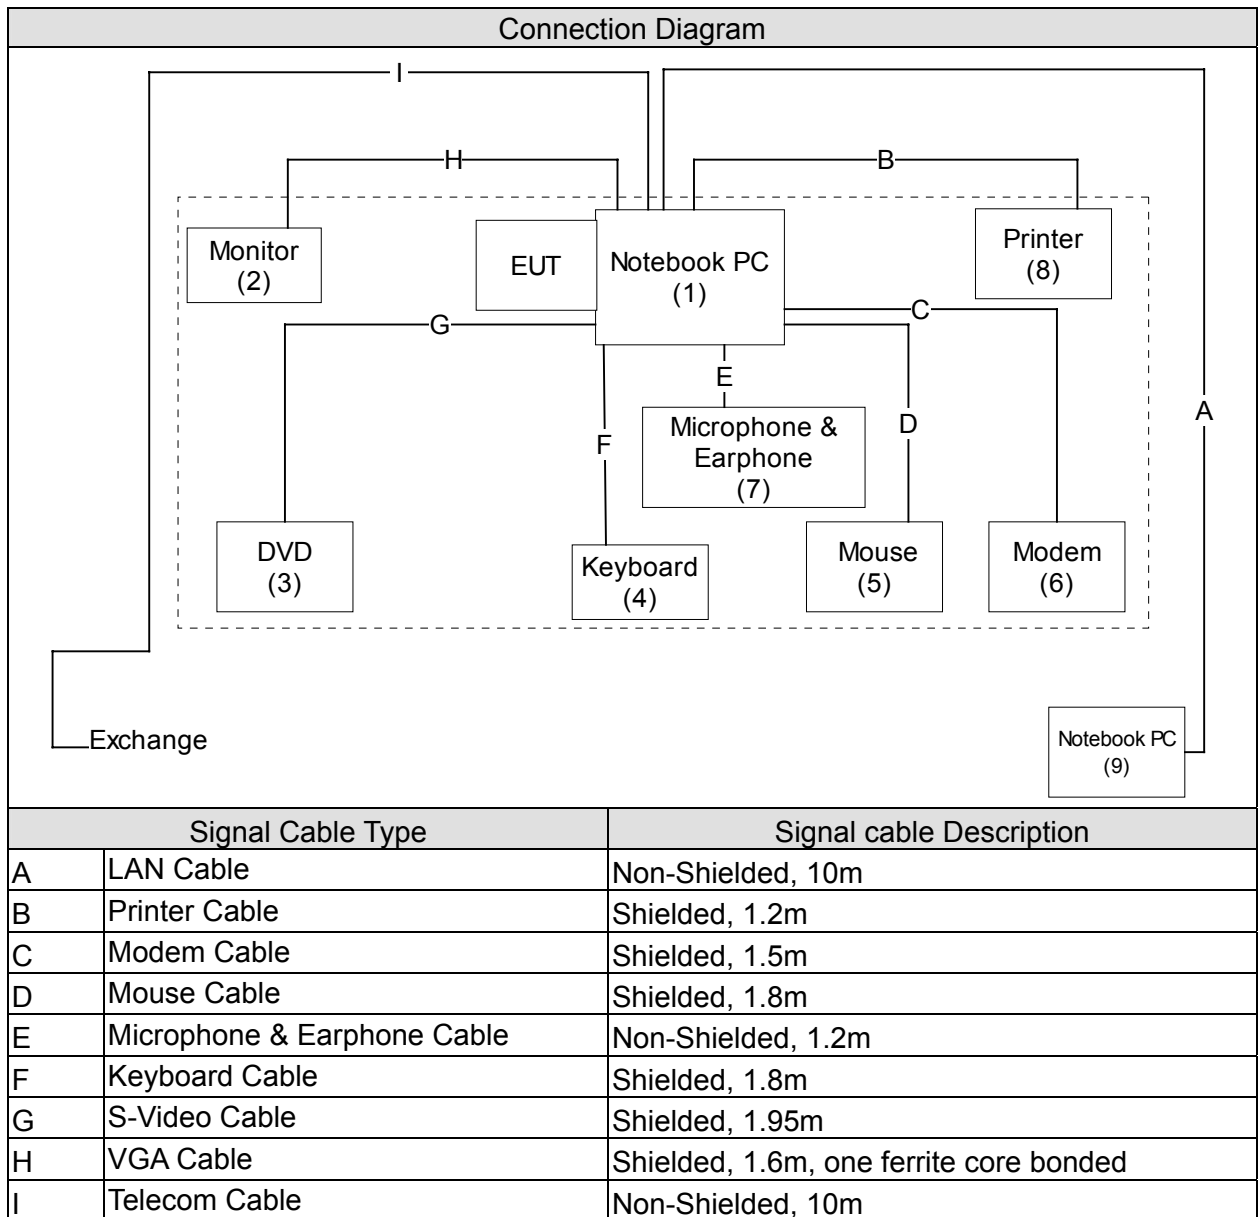 Connection Diagram
I
H
B
Monitor
(2)
EUT
Notebook PC
(1)
Printer
(8)
G
C
E
A
F
Microphone &
Earphone
(7)
D
DVD
(3)
Keyboard
(4)
Mouse
(5)
Modem
(6)
Exchange
Notebook PC
(9)
Signal Cable Type Signal cable Description
A LAN Cable Non-Shielded, 10m
B Printer Cable Shielded, 1.2m
C Modem Cable Shielded, 1.5m
D Mouse Cable Shielded, 1.8m
E Microphone & Earphone Cable Non-Shielded, 1.2m
F Keyboard Cable Shielded, 1.8m
G S-Video Cable Shielded, 1.95m
H VGA Cable Shielded, 1.6m, one ferrite core bonded
I Telecom Cable Non-Shielded, 10m